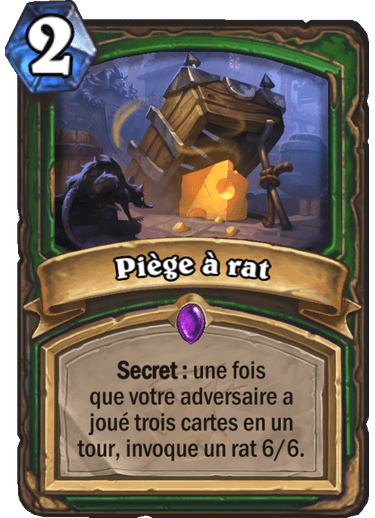 2
Piège à rat
Secret : une fois
que votre adversaire a
joué trois cartes en un
tour, invoque un rat 6/6.